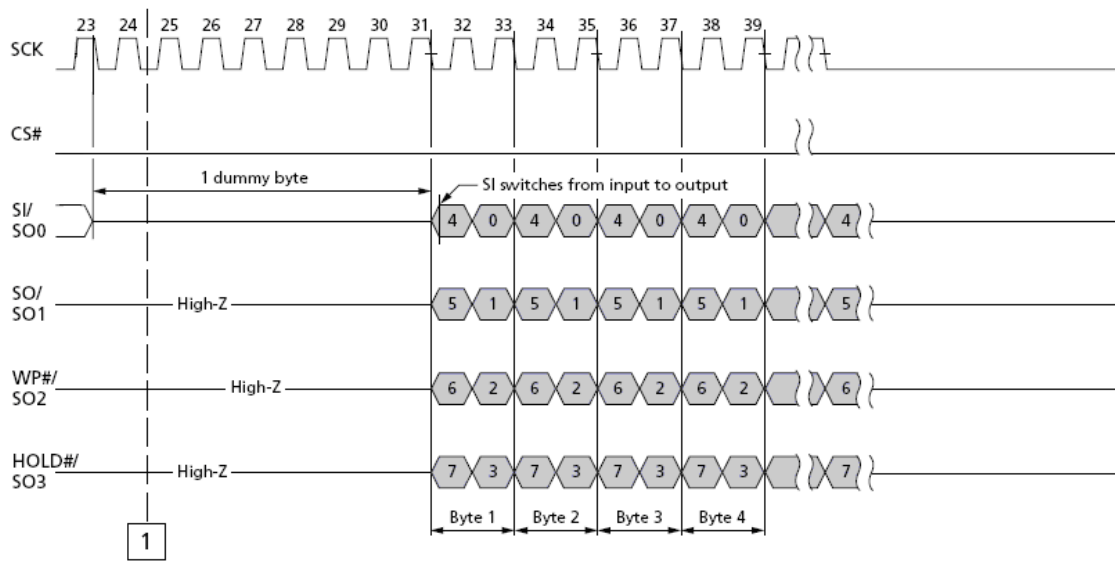 23 24 25 26 27 28 29 30 31 32 33 34 35 36 37 38 39
SCK
CS#
1 dummy byte
SI switches from input to output
SI/
SO0
4 0 4 0 4 0 4 0 4
SO/
SO1
High-Z
5 1 5 1 5 1 5 1 5
WP#/
SO2
High-Z
6 2 6 2 6 2 6 2 6
HOLD#/
SO3
High-Z
7 3 7 3 7 3 7 3 7
Byte 1 Byte 2 Byte 3 Byte 4
1